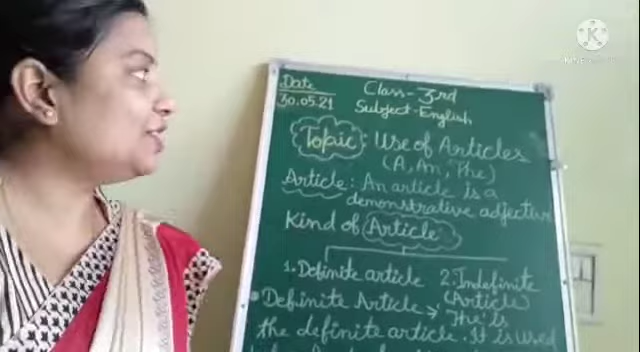 Date
30.05.21
Class-3rd
Subject-English
Topic: Use of Articles
(A, An, The)
Article: An article is a
demonstrative adjective
Kind of Article
1. Definite article 2. Indefinite
(Article)
Definite Article → 'The' is
the definite article. It is used